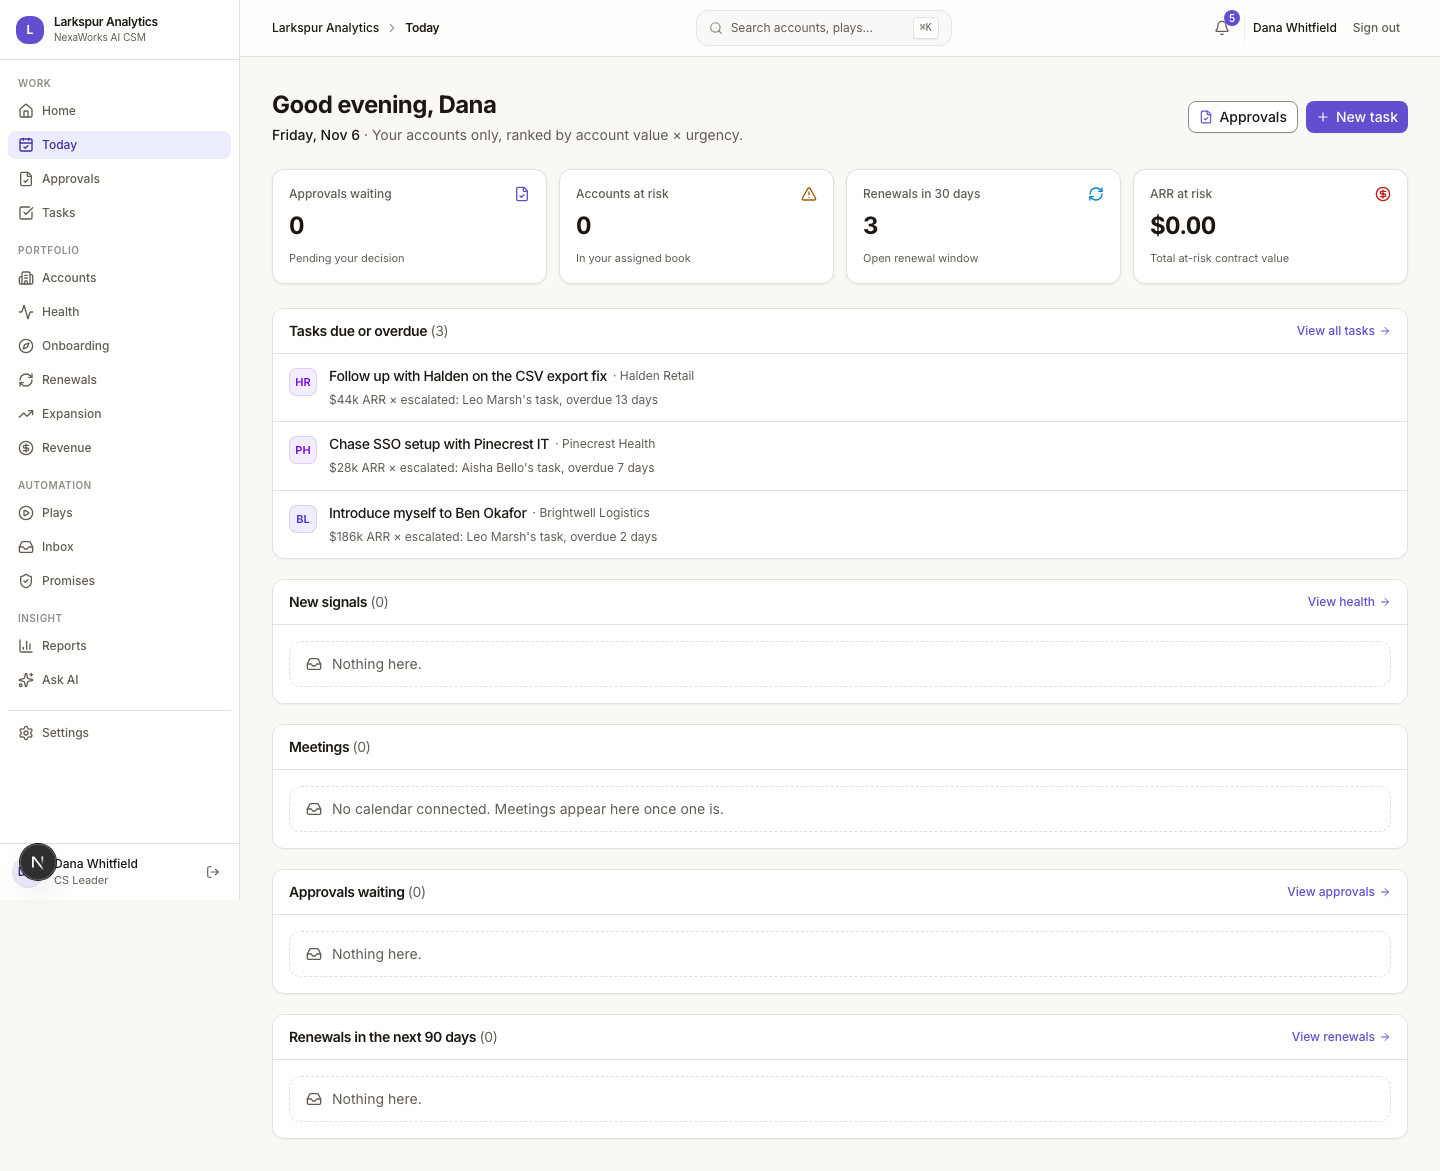 L
Larkspur Analytics
NexaWorks AI CSM
WORK
Home
Today
Approvals
Tasks
PORTFOLIO
Accounts
Health
Onboarding
Renewals
Expansion
Revenue
AUTOMATION
Plays
Inbox
Promises
INSIGHT
Reports
Ask AI
Settings
N
Dana Whitfield
CS Leader
Larkspur Analytics > Today
Search accounts, plays... ⌘K
5
Dana Whitfield
Sign out
Good evening, Dana
Friday, Nov 6 · Your accounts only, ranked by account value × urgency.
Approvals
+ New task
Approvals waiting
0
Pending your decision
Accounts at risk
0
In your assigned book
Renewals in 30 days
3
Open renewal window
ARR at risk
$0.00
Total at-risk contract value
Tasks due or overdue (3)
View all tasks →
HR
Follow up with Halden on the CSV export fix · Halden Retail
$44k ARR × escalated: Leo Marsh's task, overdue 13 days
PH
Chase SSO setup with Pinecrest IT · Pinecrest Health
$28k ARR × escalated: Aisha Bello's task, overdue 7 days
BL
Introduce myself to Ben Okafor · Brightwell Logistics
$186k ARR × escalated: Leo Marsh's task, overdue 2 days
New signals (0)
View health →
Nothing here.
Meetings (0)
No calendar connected. Meetings appear here once one is.
Approvals waiting (0)
View approvals →
Nothing here.
Renewals in the next 90 days (0)
View renewals →
Nothing here.